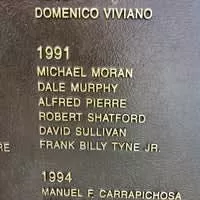 DOMENICO VIVIANO
1991
MICHAEL MORAN
DALE MURPHY
ALFRED PIERRE
ROBERT SHATFORD
DAVID SULLIVAN
RE FRANK BILLY TYNE JR.
1994
MANUEL F. CARRAPICHOSA